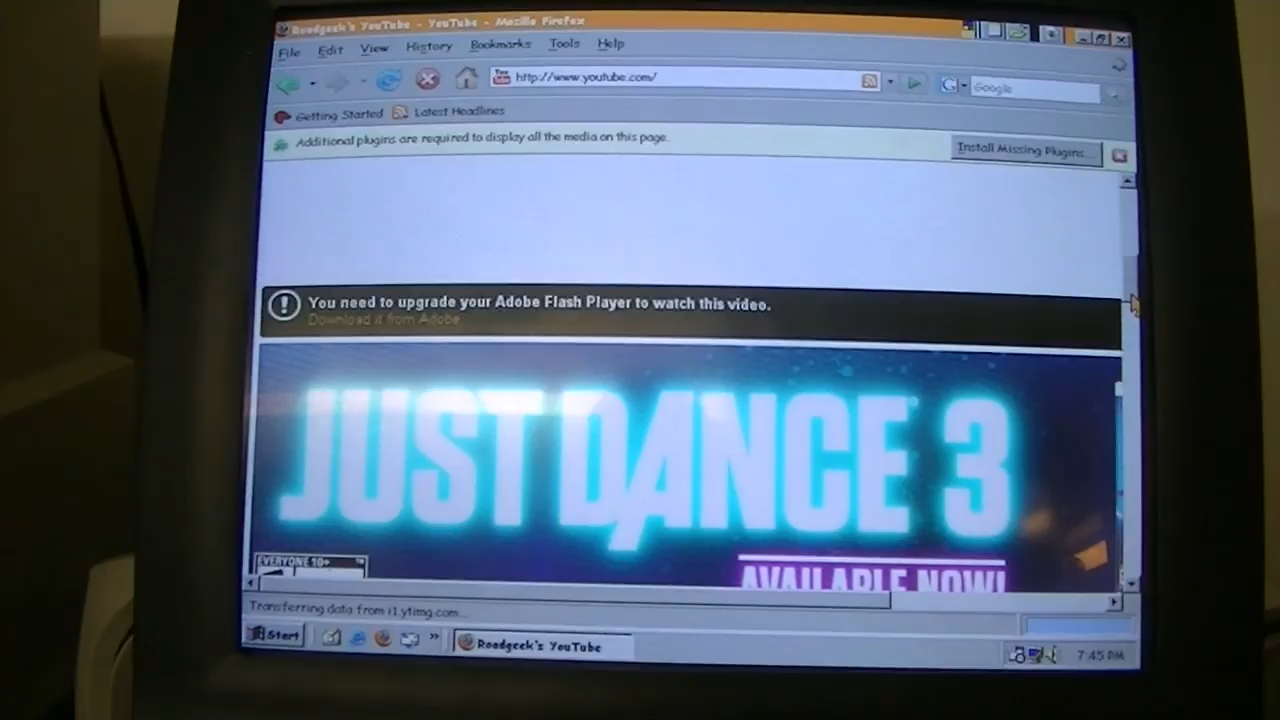 Roadgeek's YouTube - YouTube - Mozilla Firefox
File Edit View History Bookmarks Tools Help
You Tube http://www.youtube.com/ G Google
Getting Started Latest Headlines
Additional plugins are required to display all the media on this page. Install Missing Plugins...
You need to upgrade your Adobe Flash Player to watch this video.
Download it from Adobe.
JUST DANCE 3
EVERYONE 10+
AVAILABLE NOW!
Transferring data from i1.ytimg.com...
Start » Roadgeek's YouTube 7:45 PM